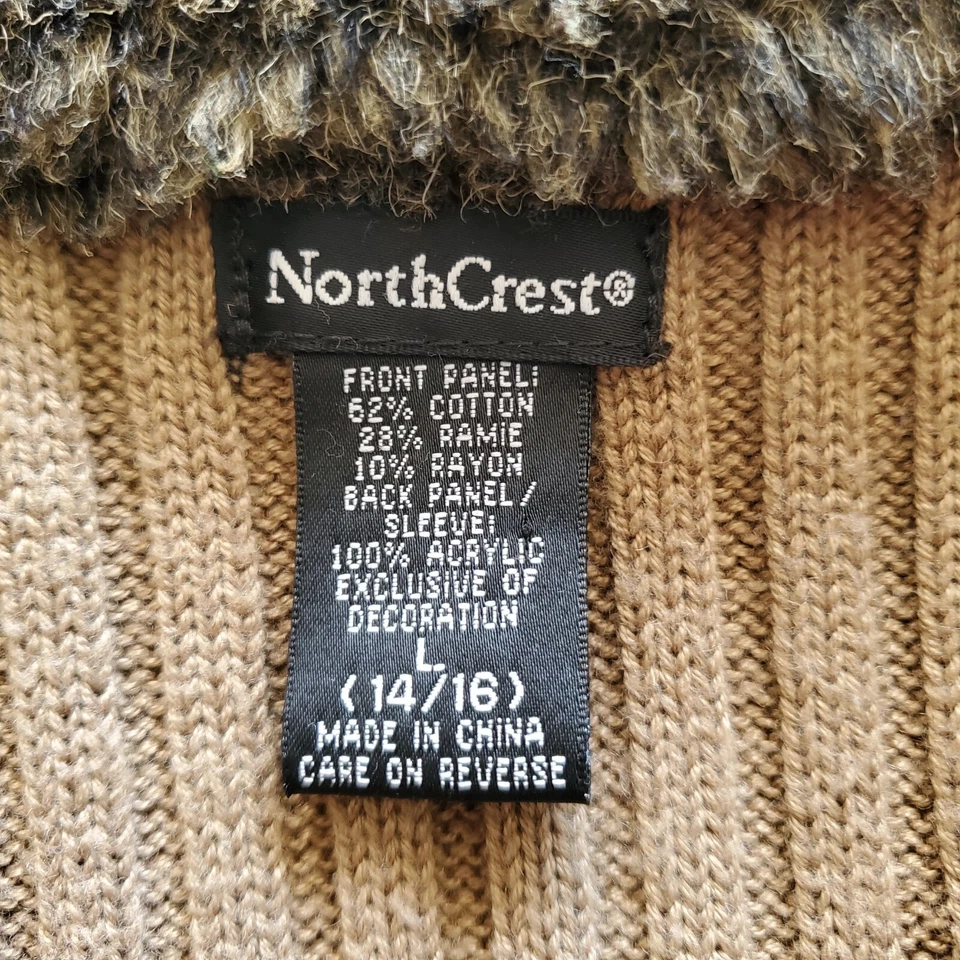 NorthCrest®
FRONT PANEL:
62% COTTON
28% RAMIE
10% RAYON
BACK PANEL/
SLEEVE:
100% ACRYLIC
EXCLUSIVE OF
DECORATION
L
(14/16)
MADE IN CHINA
CARE ON REVERSE